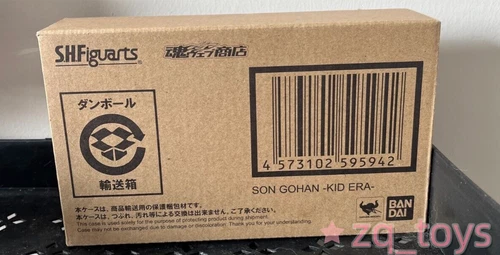 S.H.Figuarts
魂ウェブ商店
ダンボール
輸送箱
4 573102 595942
SON GOHAN -KID ERA-
本ケースは、商品輸送用の保護梱包材です。
本ケースは、つぶれ、汚れ等による交換は出来ません。ご了承ください。
This case is used solely for the purpose of protecting product during shipment.
Case may not be exchanged due to damage or discoloration. Thank you for your understanding.
BAN
DAI
zq_toys